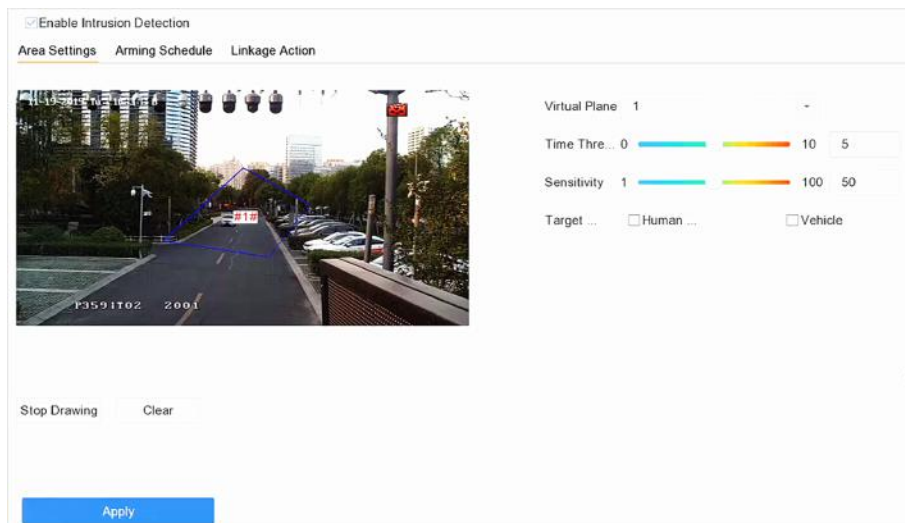 Enable Intrusion Detection
Area Settings Arming Schedule Linkage Action
Virtual Plane 1 -
Time Thre... 0 10 5
Sensitivity 1 100 50
Target ... Human ... Vehicle
#1#
P3591T02 2001
Stop Drawing Clear
Apply